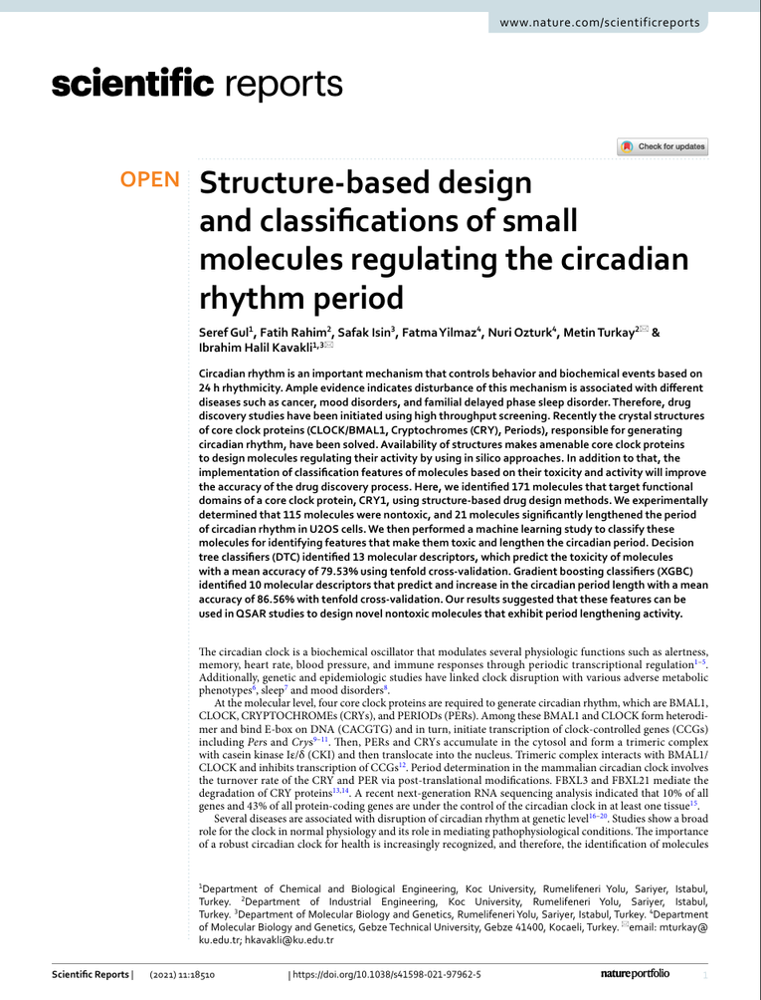 www.nature.com/scientificreports
scientific reports
Check for updates
OPEN
Structure-based design
and classifications of small
molecules regulating the circadian
rhythm period
Seref Gul1, Fatih Rahim2, Safak Isin3, Fatma Yilmaz4, Nuri Ozturk4, Metin Turkay2✉ &
Ibrahim Halil Kavakli1,3✉
Circadian rhythm is an important mechanism that controls behavior and biochemical events based on
24 h rhythmicity. Ample evidence indicates disturbance of this mechanism is associated with different
diseases such as cancer, mood disorders, and familial delayed phase sleep disorder. Therefore, drug
discovery studies have been initiated using high throughput screening. Recently the crystal structures
of core clock proteins (CLOCK/BMAL1, Cryptochromes (CRY), Periods), responsible for generating
circadian rhythm, have been solved. Availability of structures makes amenable core clock proteins
to design molecules regulating their activity by using in silico approaches. In addition to that, the
implementation of classification features of molecules based on their toxicity and activity will improve
the accuracy of the drug discovery process. Here, we identified 171 molecules that target functional
domains of a core clock protein, CRY1, using structure-based drug design methods. We experimentally
determined that 115 molecules were nontoxic, and 21 molecules significantly lengthened the period
of circadian rhythm in U2OS cells. We then performed a machine learning study to classify these
molecules for identifying features that make them toxic and lengthen the circadian period. Decision
tree classifiers (DTC) identified 13 molecular descriptors, which predict the toxicity of molecules
with a mean accuracy of 79.53% using tenfold cross-validation. Gradient boosting classifiers (XGBC)
identified 10 molecular descriptors that predict and increase in the circadian period length with a mean
accuracy of 86.56% with tenfold cross-validation. Our results suggested that these features can be
used in QSAR studies to design novel nontoxic molecules that exhibit period lengthening activity.
The circadian clock is a biochemical oscillator that modulates several physiologic functions such as alertness,
memory, heart rate, blood pressure, and immune responses through periodic transcriptional regulation1–5.
Additionally, genetic and epidemiologic studies have linked clock disruption with various adverse metabolic
phenotypes6, sleep7 and mood disorders8.
At the molecular level, four core clock proteins are required to generate circadian rhythm, which are BMAL1,
CLOCK, CRYPTOCHROMEs (CRYs), and PERIODs (PERs). Among these BMAL1 and CLOCK form heterodi-
mer and bind E-box on DNA (CACGTG) and in turn, initiate transcription of clock-controlled genes (CCGs)
including Pers and Crys9–11. Then, PERs and CRYs accumulate in the cytosol and form a trimeric complex
with casein kinase Iε/δ (CKI) and then translocate into the nucleus. Trimeric complex interacts with BMAL1/
CLOCK and inhibits transcription of CCGs12. Period determination in the mammalian circadian clock involves
the turnover rate of the CRY and PER via post-translational modifications. FBXL3 and FBXL21 mediate the
degradation of CRY proteins13,14. A recent next-generation RNA sequencing analysis indicated that 10% of all
genes and 43% of all protein-coding genes are under the control of the circadian clock in at least one tissue15.
Several diseases are associated with disruption of circadian rhythm at genetic level16–20. Studies show a broad
role for the clock in normal physiology and its role in mediating pathophysiological conditions. The importance
of a robust circadian clock for health is increasingly recognized, and therefore, the identification of molecules
1Department of Chemical and Biological Engineering, Koc University, Rumelifeneri Yolu, Sariyer, Istabul,
Turkey. 2Department of Industrial Engineering, Koc University, Rumelifeneri Yolu, Sariyer, Istabul,
Turkey. 3Department of Molecular Biology and Genetics, Rumelifeneri Yolu, Sariyer, Istabul, Turkey. 4Department
of Molecular Biology and Genetics, Gebze Technical University, Gebze 41400, Kocaeli, Turkey. ✉email: mturkay@
ku.edu.tr; hkavakli@ku.edu.tr
Scientific Reports | (2021) 11:18510 | https://doi.org/10.1038/s41598-021-97962-5 natureportfolio 1